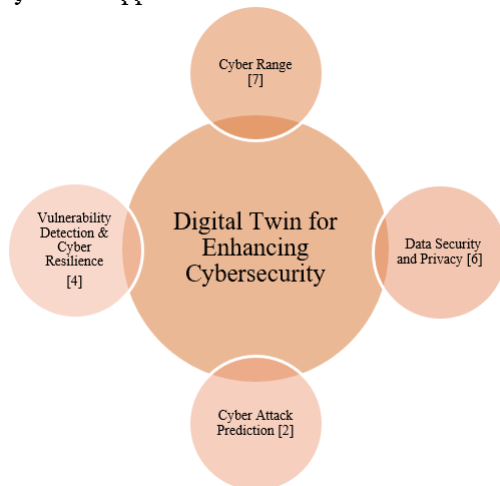 Cyber Range
[7]
Vulnerability
Detection &
Cyber
Resilience
[4]
Digital Twin for
Enhancing
Cybersecurity
Data Security
and Privacy [6]
Cyber Attack
Prediction [2]